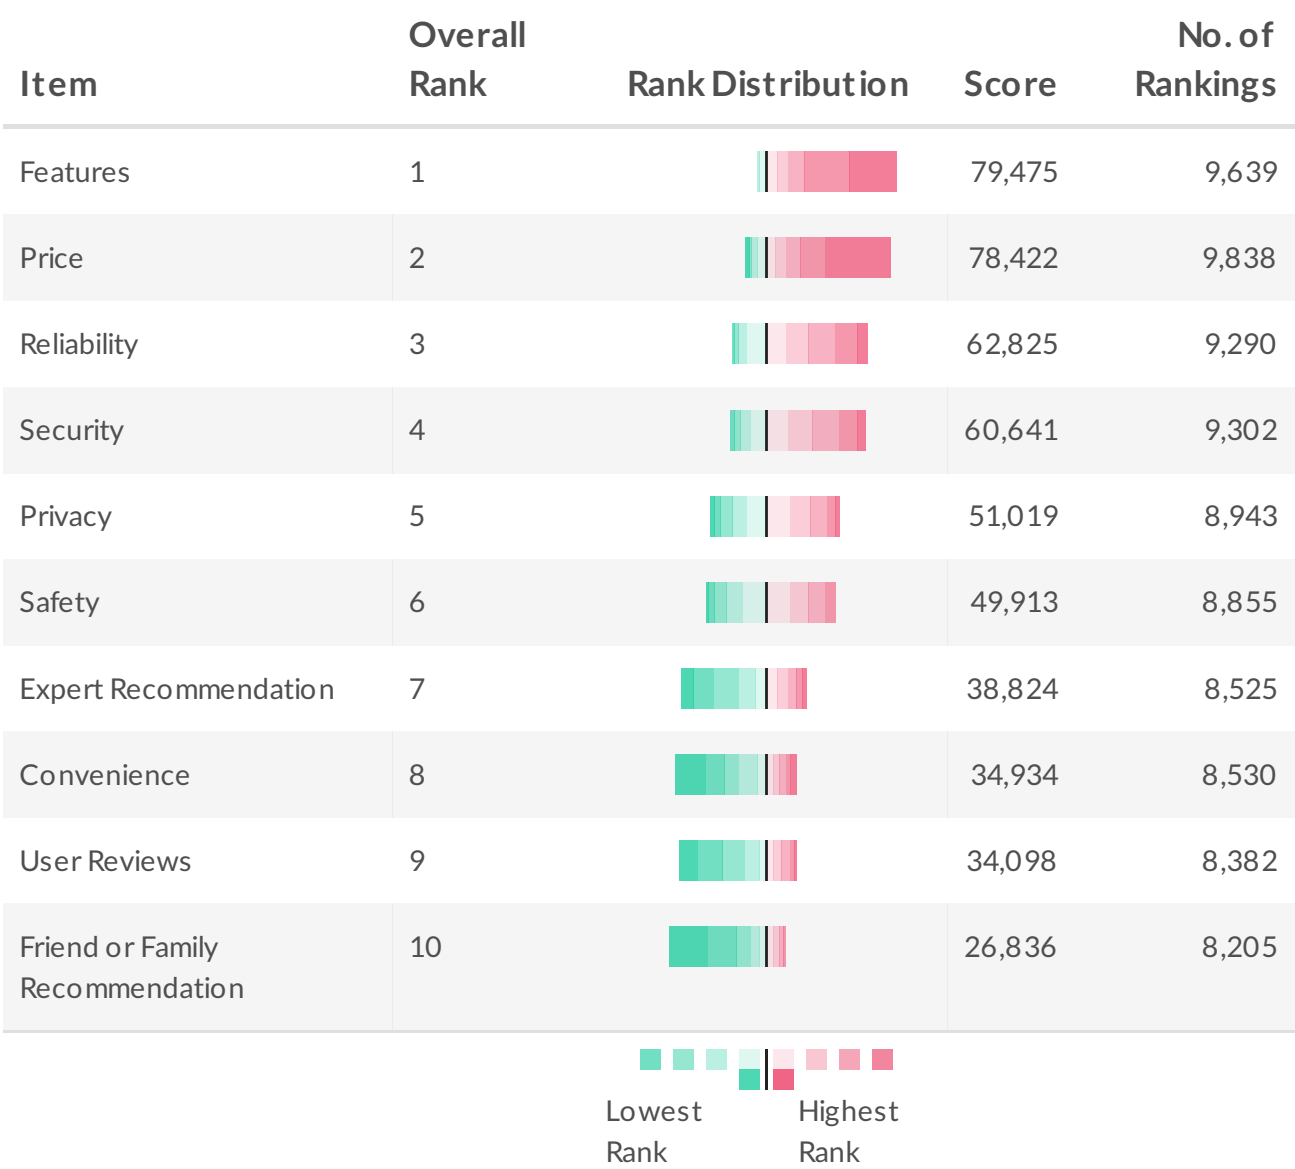 Item Overall Rank Rank Distribution Score No. of Rankings
Features 1 79,475 9,639
Price 2 78,422 9,838
Reliability 3 62,825 9,290
Security 4 60,641 9,302
Privacy 5 51,019 8,943
Safety 6 49,913 8,855
Expert Recommendation 7 38,824 8,525
Convenience 8 34,934 8,530
User Reviews 9 34,098 8,382
Friend or Family 10 26,836 8,205
Recommendation
Lowest Highest
Rank Rank